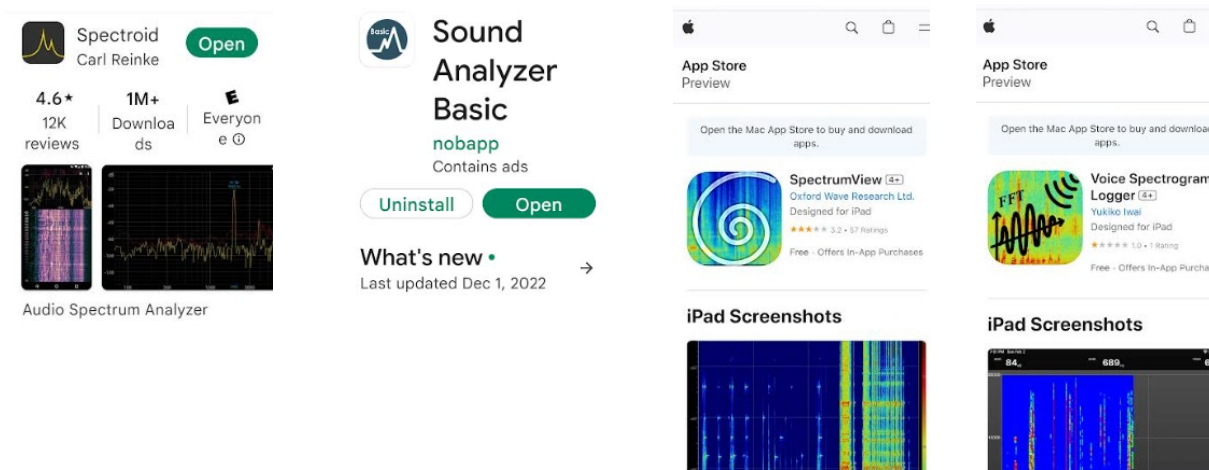 Spectroid
Carl Reinke
Open
4.6★
12K
reviews
1M+
Downloa
ds
E
Everyon
e ⓘ
Audio Spectrum Analyzer
Basic
Sound
Analyzer
Basic
nobapp
Contains ads
Uninstall
Open
What's new •
Last updated Dec 1, 2022
App Store
Preview
Open the Mac App Store to buy and download
apps.
SpectrumView 4+
Oxford Wave Research Ltd.
Designed for iPad
★★★★★ 3.2 • 57 Ratings
Free · Offers In-App Purchases
iPad Screenshots
App Store
Preview
Open the Mac App Store to buy and downloa
apps.
FFT
Voice Spectrogram
Logger 4+
Yukiko Iwai
Designed for iPad
★★★★★ 1.0 • 1 Rating
Free · Offers In-App Purcha
iPad Screenshots
84
689